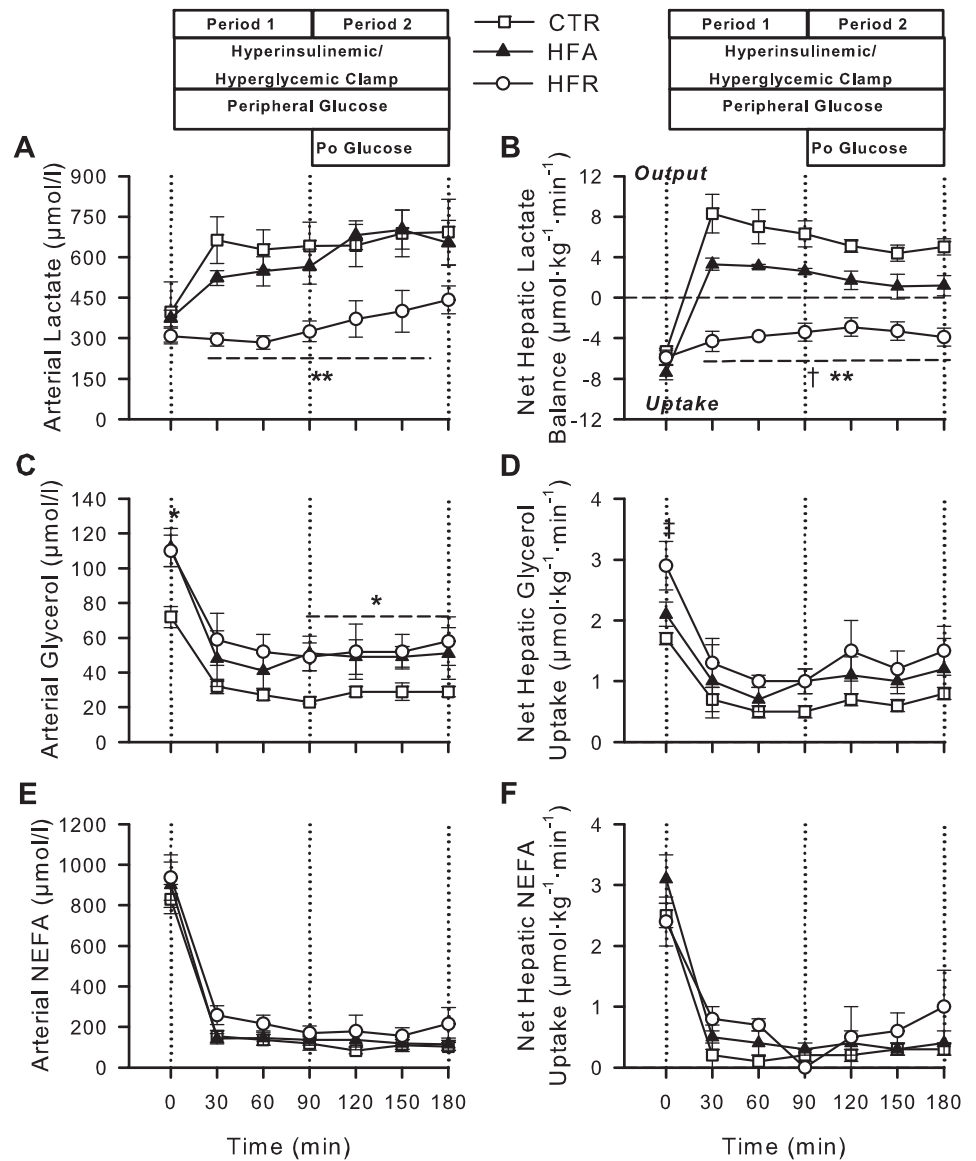 Period 1 Period 2
Hyperinsulinemic/
Hyperglycemic Clamp
Peripheral Glucose
Po Glucose
CTR
HFA
HFR
Period 1 Period 2
Hyperinsulinemic/
Hyperglycemic Clamp
Peripheral Glucose
Po Glucose
A
Arterial Lactate (μmol/l)
900
750
600
450
300
150
0
**
B
Net Hepatic Lactate
Balance (μmol·kg⁻¹·min⁻¹)
Output
12
8
4
0
-4
-8
-12
Uptake
† **
C
Arterial Glycerol (μmol/l)
140
120
100
80
60
40
20
0
*
*
D
Net Hepatic Glycerol
Uptake (μmol·kg⁻¹·min⁻¹)
4
3
2
1
0
‡
E
Arterial NEFA (μmol/l)
1200
1000
800
600
400
200
0
0 30 60 90 120 150 180
Time (min)
F
Net Hepatic NEFA
Uptake (μmol·kg⁻¹·min⁻¹)
4
3
2
1
0
0 30 60 90 120 150 180
Time (min)